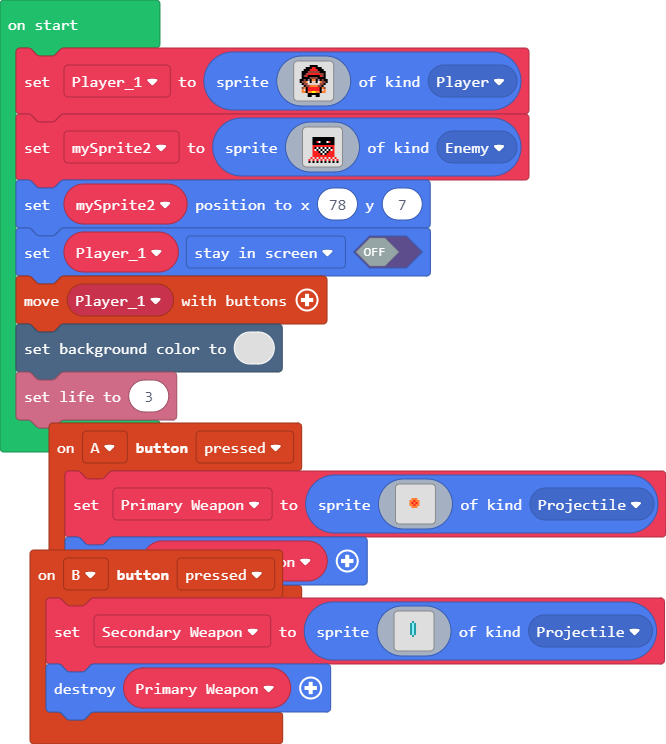 on start
set Player_1 to sprite of kind Player
set mySprite2 to sprite of kind Enemy
set mySprite2 position to x 78 y 7
set Player_1 stay in screen OFF
move Player_1 with buttons
set background color to
set life to 3
on A button pressed
set Primary Weapon to sprite of kind Projectile
on B button pressed
set Secondary Weapon to sprite of kind Projectile
destroy Primary Weapon